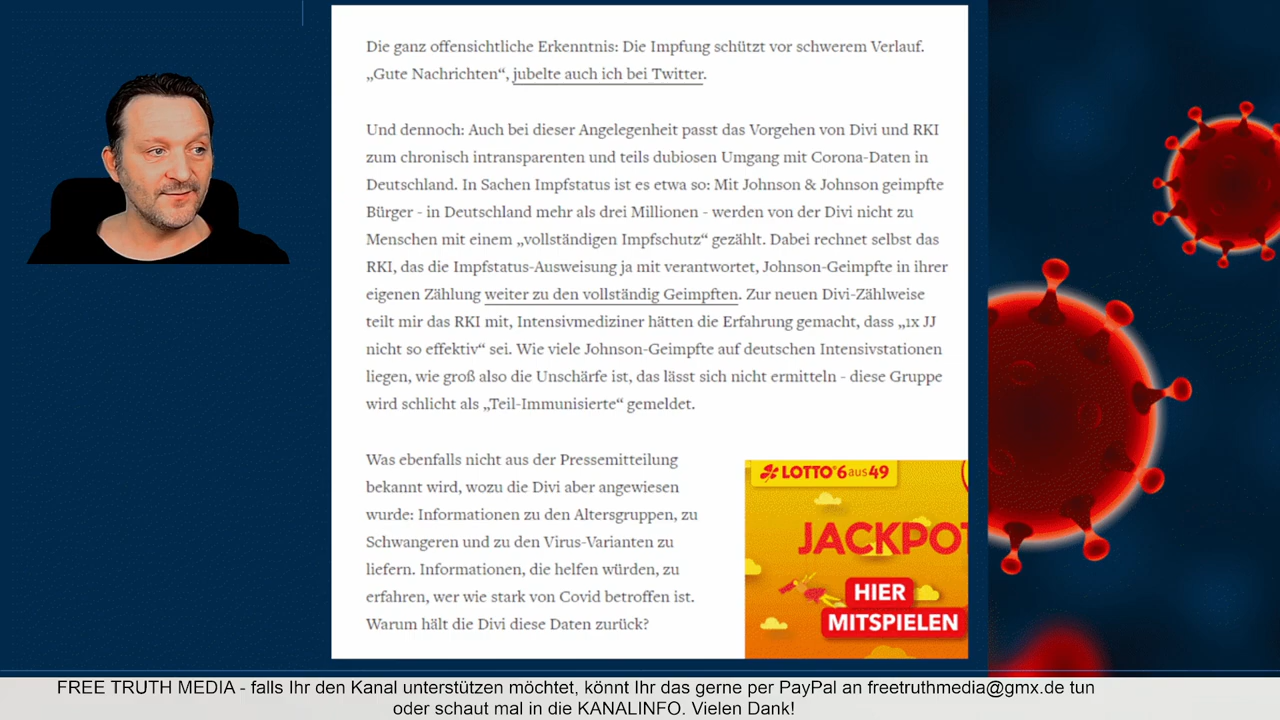 Die ganz offensichtliche Erkenntnis: Die Impfung schützt vor schwerem Verlauf.
„Gute Nachrichten“, jubelte auch ich bei Twitter.
Und dennoch: Auch bei dieser Angelegenheit passt das Vorgehen von Divi und RKI
zum chronisch intransparenten und teils dubiosen Umgang mit Corona-Daten in
Deutschland. In Sachen Impfstatus ist es etwa so: Mit Johnson & Johnson geimpfte
Bürger - in Deutschland mehr als drei Millionen - werden von der Divi nicht zu
Menschen mit einem „vollständigen Impfschutz“ gezählt. Dabei rechnet selbst das
RKI, das die Impfstatus-Ausweisung ja mit verantwortet, Johnson-Geimpfte in ihrer
eigenen Zählung weiter zu den vollständig Geimpften. Zur neuen Divi-Zählweise
teilt mir das RKI mit, Intensivmediziner hätten die Erfahrung gemacht, dass „1x JJ
nicht so effektiv“ sei. Wie viele Johnson-Geimpfte auf deutschen Intensivstationen
liegen, wie groß also die Unschärfe ist, das lässt sich nicht ermitteln - diese Gruppe
wird schlicht als „Teil-Immunisierte“ gemeldet.
Was ebenfalls nicht aus der Pressemitteilung
bekannt wird, wozu die Divi aber angewiesen
wurde: Informationen zu den Altersgruppen, zu
Schwangeren und zu den Virus-Varianten zu
liefern. Informationen, die helfen würden, zu
erfahren, wer wie stark von Covid betroffen ist.
Warum hält die Divi diese Daten zurück?
LOTTO 6aus49
JACKPOT
HIER
MITSPIELEN
FREE TRUTH MEDIA - falls Ihr den Kanal unterstützen möchtet, könnt Ihr das gerne per PayPal an freetruthmedia@gmx.de tun
oder schaut mal in die KANALINFO. Vielen Dank!